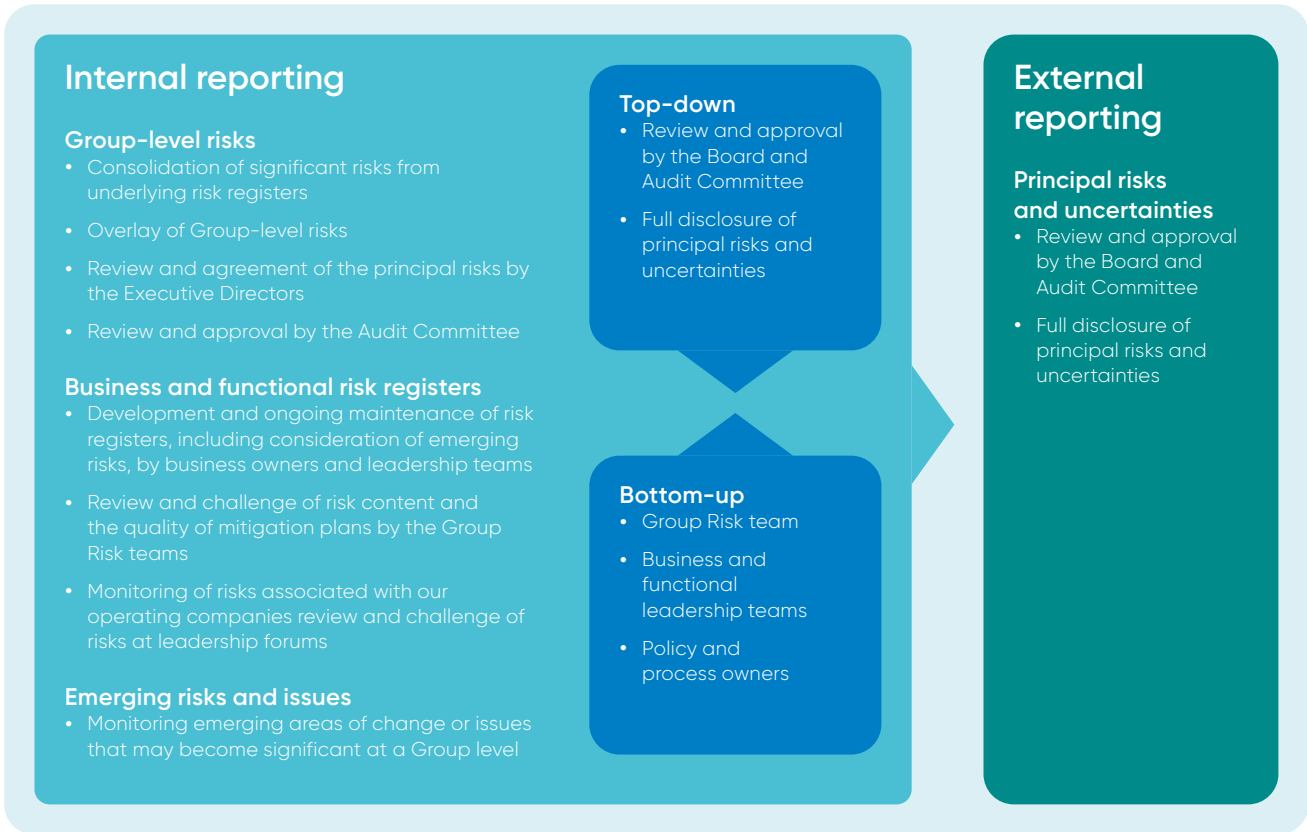 Internal reporting
Group-level risks
• Consolidation of significant risks from
underlying risk registers
• Overlay of Group-level risks
• Review and agreement of the principal risks by
the Executive Directors
• Review and approval by the Audit Committee
Business and functional risk registers
• Development and ongoing maintenance of risk
registers, including consideration of emerging
risks, by business owners and leadership teams
• Review and challenge of risk content and
the quality of mitigation plans by the Group
Risk teams
• Monitoring of risks associated with our
operating companies review and challenge of
risks at leadership forums
Emerging risks and issues
• Monitoring emerging areas of change or issues
that may become significant at a Group level
Top-down
• Review and approval
by the Board and
Audit Committee
• Full disclosure of
principal risks and
uncertainties
Bottom-up
• Group Risk team
• Business and
functional
leadership teams
• Policy and
process owners
External
reporting
Principal risks
and uncertainties
• Review and approval
by the Board and
Audit Committee
• Full disclosure of
principal risks and
uncertainties